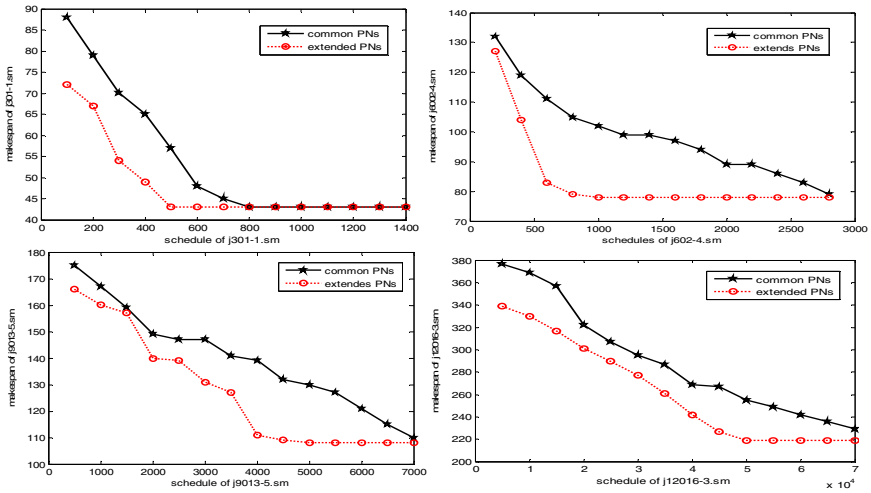 90
85
80
75
70
65
60
55
50
45
40
0 200 400 600 800 1000 1200 1400
makespan of j301-1.sm
schedule of j301-1.sm
common PNs
extended PNs
140
130
120
110
100
90
80
70
0 500 1000 1500 2000 2500 3000
makespan of j6002-4.sm
schedules of j602-4.sm
common PNs
extends PNs
180
170
160
150
140
130
120
110
100
0 1000 2000 3000 4000 5000 6000 7000
makespan of j9013-5.sm
schedule of j9013-5.sm
common PNs
extendes PNs
380
360
340
320
300
280
260
240
220
200
0 1 2 3 4 5 6 7
x 10^4
makespan of j12016-3.sm
schedule of j12016-3.sm
common PNs
extended PNs